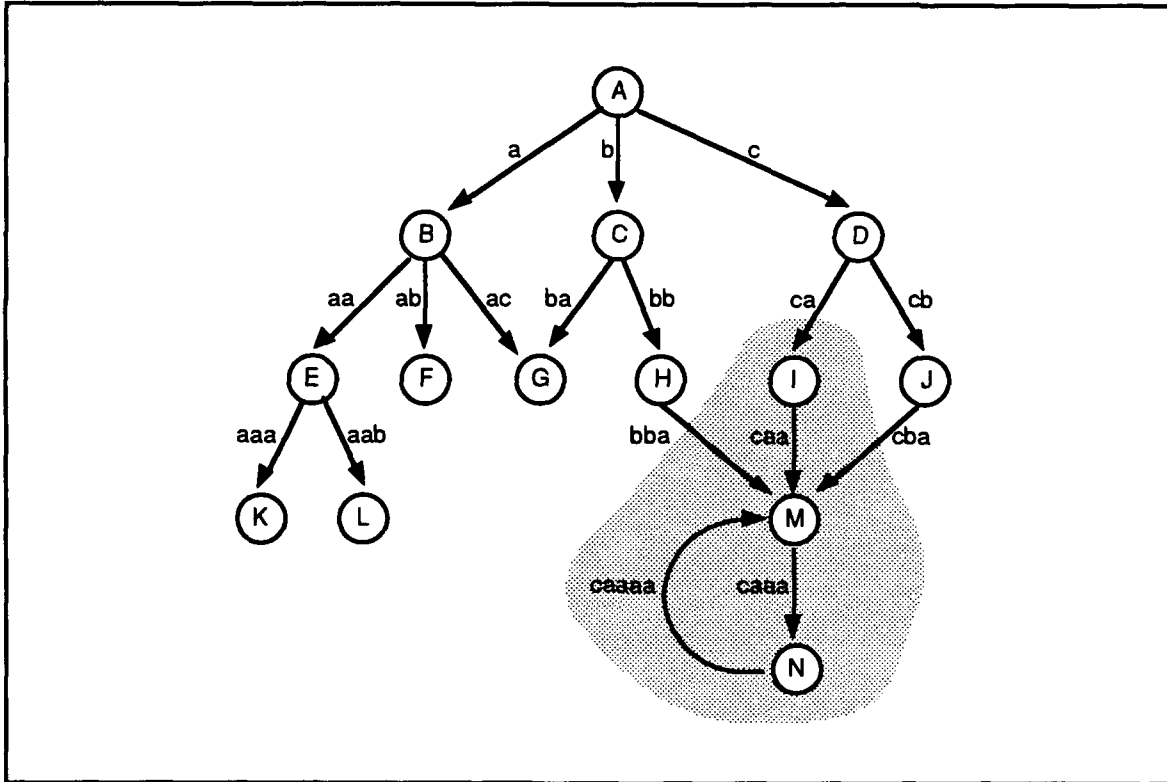 A
a b c
B C D
aa ab ac ba bb ca cb
E F G H I J
aaa aab bba caa cba
K L M
caaaa caaa
N